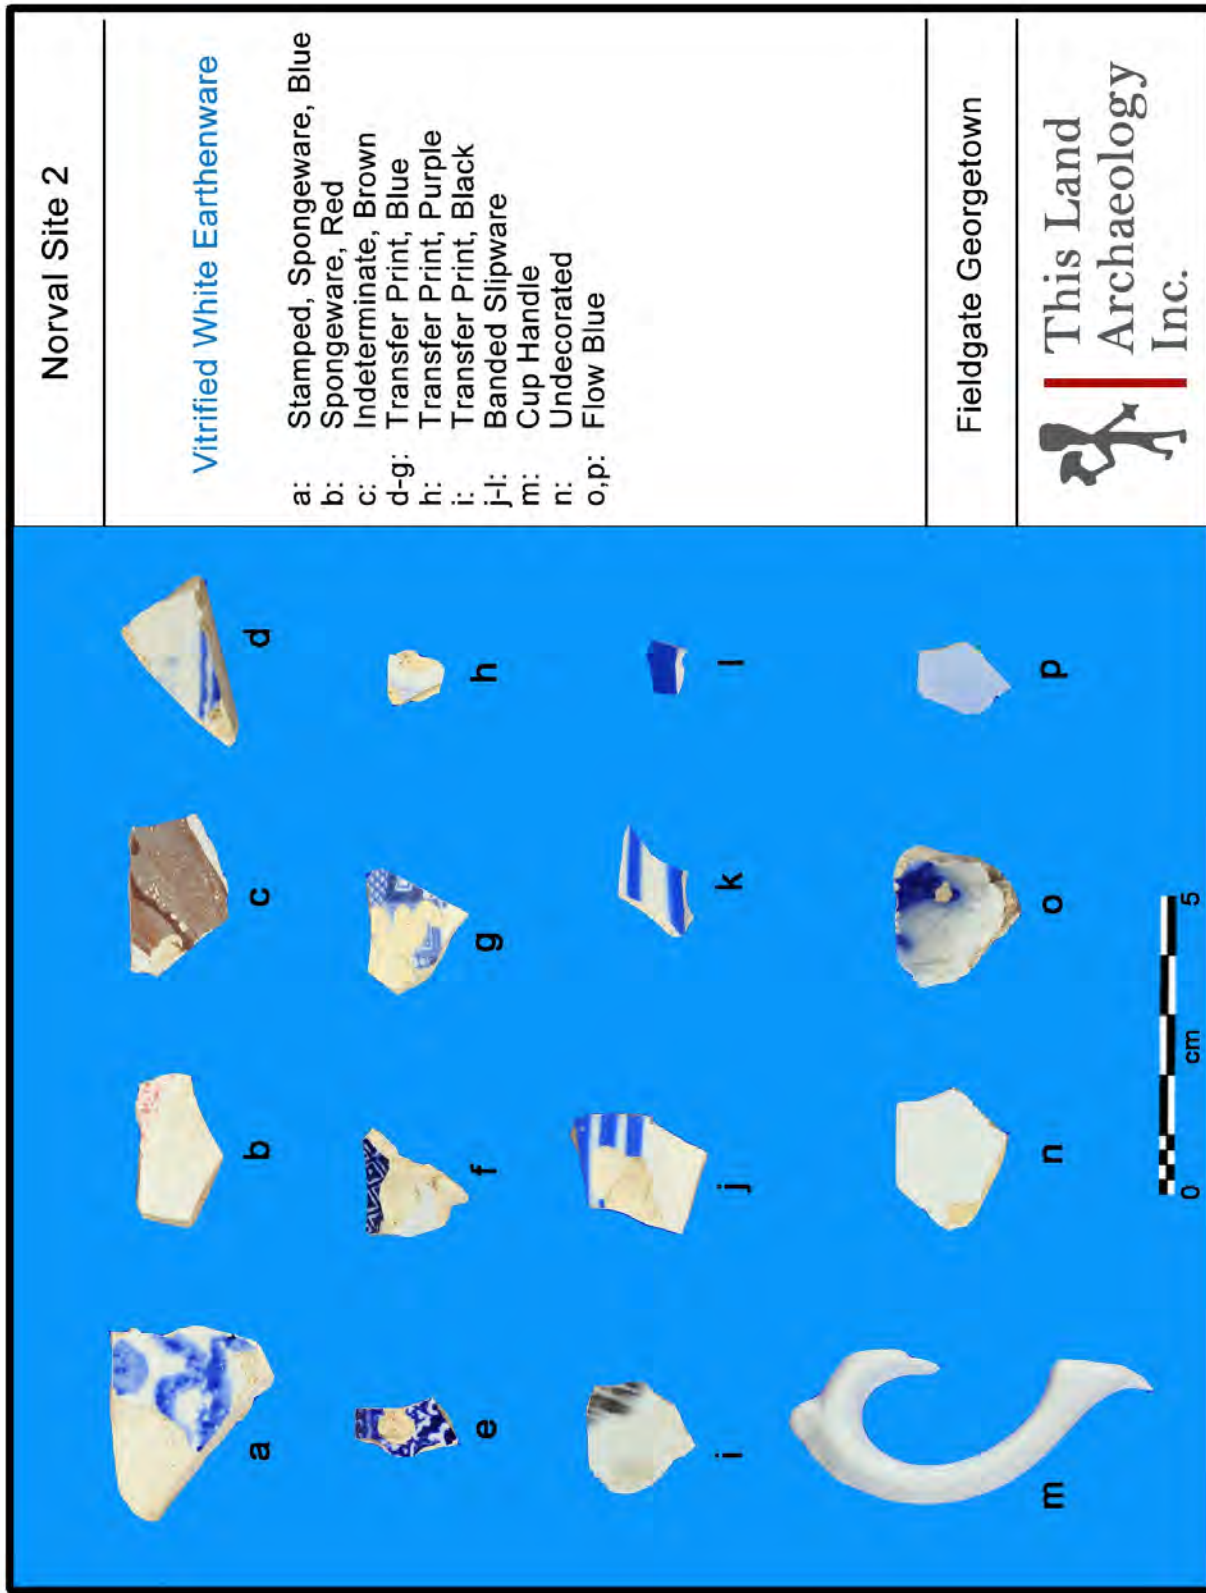 Norval Site 2
Vitrified White Earthenware
a: Stamped, Spongeware, Blue
b: Spongeware, Red
c: Indeterminate, Brown
d-g: Transfer Print, Blue
h: Transfer Print, Purple
i: Transfer Print, Black
j-l: Banded Slipware
m: Cup Handle
n: Undecorated
o,p: Flow Blue
Fieldgate Georgetown
This Land
Archaeology
Inc.
a b c d
e f g h
i j k l
m n o p
0 cm 5